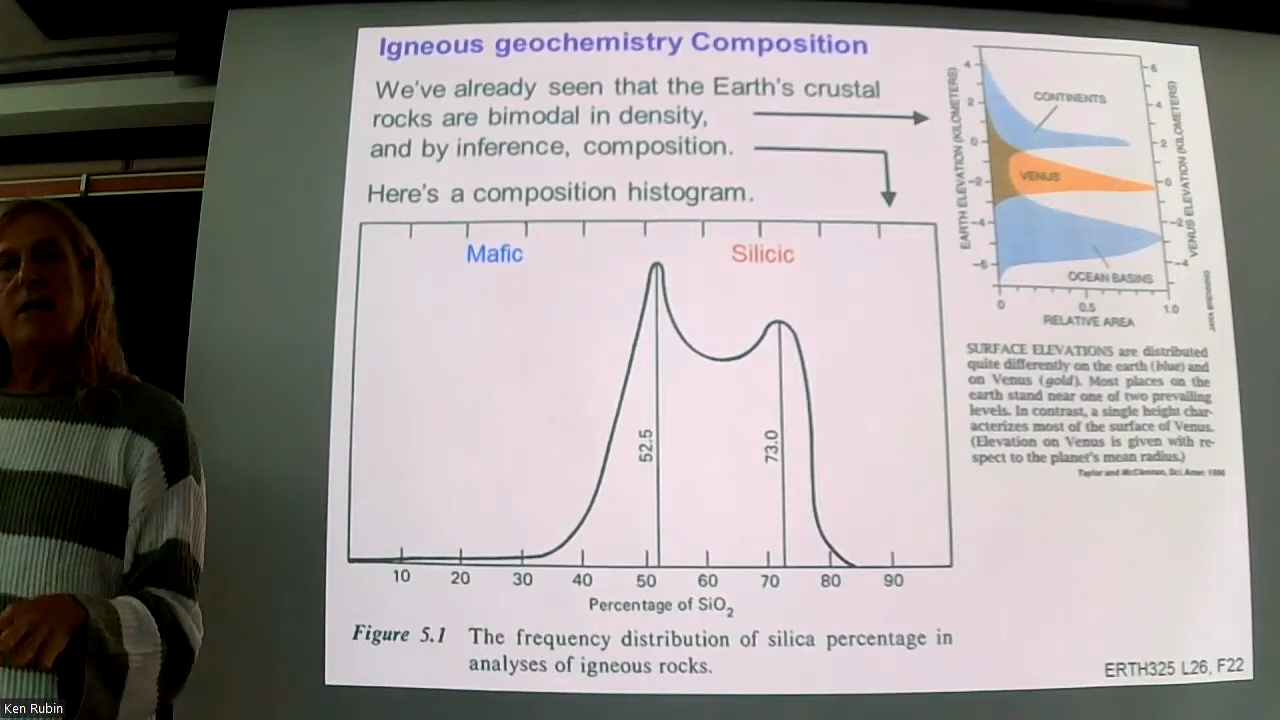 Igneous geochemistry Composition
We've already seen that the Earth's crustal
rocks are bimodal in density,
and by inference, composition.
Here's a composition histogram.
Mafic
Silicic
52.5
73.0
10 20 30 40 50 60 70 80 90
Percentage of SiO2
Figure 5.1 The frequency distribution of silica percentage in
analyses of igneous rocks.
EARTH ELEVATION (KILOMETERS)
4
2
0
−2
−4
−6
CONTINENTS
VENUS
OCEAN BASINS
6
4
2
0
−2
−4
VENUS ELEVATION (KILOMETERS)
0 0.5 1.0
RELATIVE AREA
SURFACE ELEVATIONS are distributed
quite differently on the earth (blue) and
on Venus (gold). Most places on the
earth stand near one of two prevailing
levels. In contrast, a single height char-
acterizes most of the surface of Venus.
(Elevation on Venus is given with re-
spect to the planet's mean radius.)
Taylor and McClennan, Sci. Amer.
ERTH325 L26, F22
Ken Rubin